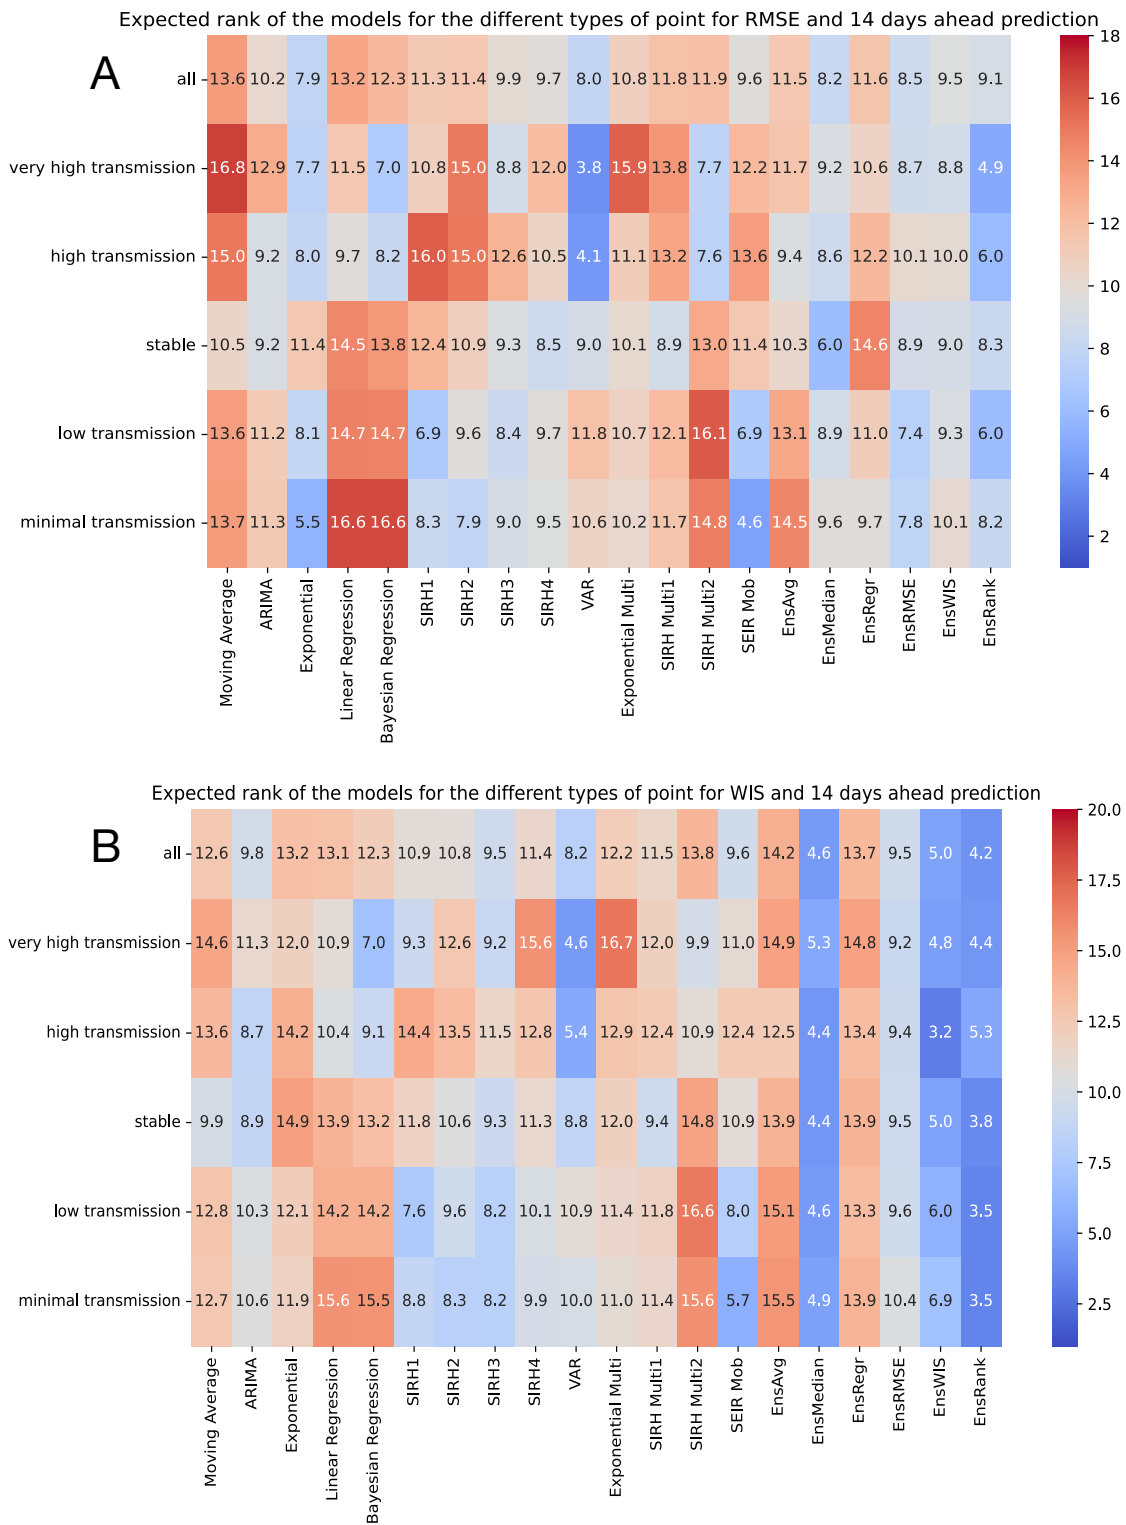 Expected rank of the models for the different types of point for RMSE and 14 days ahead prediction
A
all
13.6 10.2 7.9 13.2 12.3 11.3 11.4 9.9 9.7 8.0 10.8 11.8 11.9 9.6 11.5 8.2 11.6 8.5 9.5 9.1
very high transmission
16.8 12.9 7.7 11.5 7.0 10.8 15.0 8.8 12.0 3.8 15.9 13.8 7.7 12.2 11.7 9.2 10.6 8.7 8.8 4.9
high transmission
15.0 9.2 8.0 9.7 8.2 16.0 15.0 12.6 10.5 4.1 11.1 13.2 7.6 13.6 9.4 8.6 12.2 10.1 10.0 6.0
stable
10.5 9.2 11.4 14.5 13.8 12.4 10.9 9.3 8.5 9.0 10.1 8.9 13.0 11.4 10.3 6.0 14.6 8.9 9.0 8.3
low transmission
13.6 11.2 8.1 14.7 14.7 6.9 9.6 8.4 9.7 11.8 10.7 12.1 16.1 6.9 13.1 8.9 11.0 7.4 9.3 6.0
minimal transmission
13.7 11.3 5.5 16.6 16.6 8.3 7.9 9.0 9.5 10.6 10.2 11.7 14.8 4.6 14.5 9.6 9.7 7.8 10.1 8.2
Moving Average
ARIMA
Exponential
Linear Regression
Bayesian Regression
SIRH1
SIRH2
SIRH3
SIRH4
VAR
Exponential Multi
SIRH Multi1
SIRH Multi2
SEIR Mob
EnsAvg
EnsMedian
EnsRegr
EnsRMSE
EnsWIS
EnsRank
18
16
14
12
10
8
6
4
2
Expected rank of the models for the different types of point for WIS and 14 days ahead prediction
B
all
12.6 9.8 13.2 13.1 12.3 10.9 10.8 9.5 11.4 8.2 12.2 11.5 13.8 9.6 14.2 4.6 13.7 9.5 5.0 4.2
very high transmission
14.6 11.3 12.0 10.9 7.0 9.3 12.6 9.2 15.6 4.6 16.7 12.0 9.9 11.0 14.9 5.3 14.8 9.2 4.8 4.4
high transmission
13.6 8.7 14.2 10.4 9.1 14.4 13.5 11.5 12.8 5.4 12.9 12.4 10.9 12.4 12.5 4.4 13.4 9.4 3.2 5.3
stable
9.9 8.9 14.9 13.9 13.2 11.8 10.6 9.3 11.3 8.8 12.0 9.4 14.8 10.9 13.9 4.4 13.9 9.5 5.0 3.8
low transmission
12.8 10.3 12.1 14.2 14.2 7.6 9.6 8.2 10.1 10.9 11.4 11.8 16.6 8.0 15.1 4.6 13.3 9.6 6.0 3.5
minimal transmission
12.7 10.6 11.9 15.6 15.5 8.8 8.3 8.2 9.9 10.0 11.0 11.4 15.6 5.7 15.5 4.9 13.9 10.4 6.9 3.5
Moving Average
ARIMA
Exponential
Linear Regression
Bayesian Regression
SIRH1
SIRH2
SIRH3
SIRH4
VAR
Exponential Multi
SIRH Multi1
SIRH Multi2
SEIR Mob
EnsAvg
EnsMedian
EnsRegr
EnsRMSE
EnsWIS
EnsRank
20.0
17.5
15.0
12.5
10.0
7.5
5.0
2.5